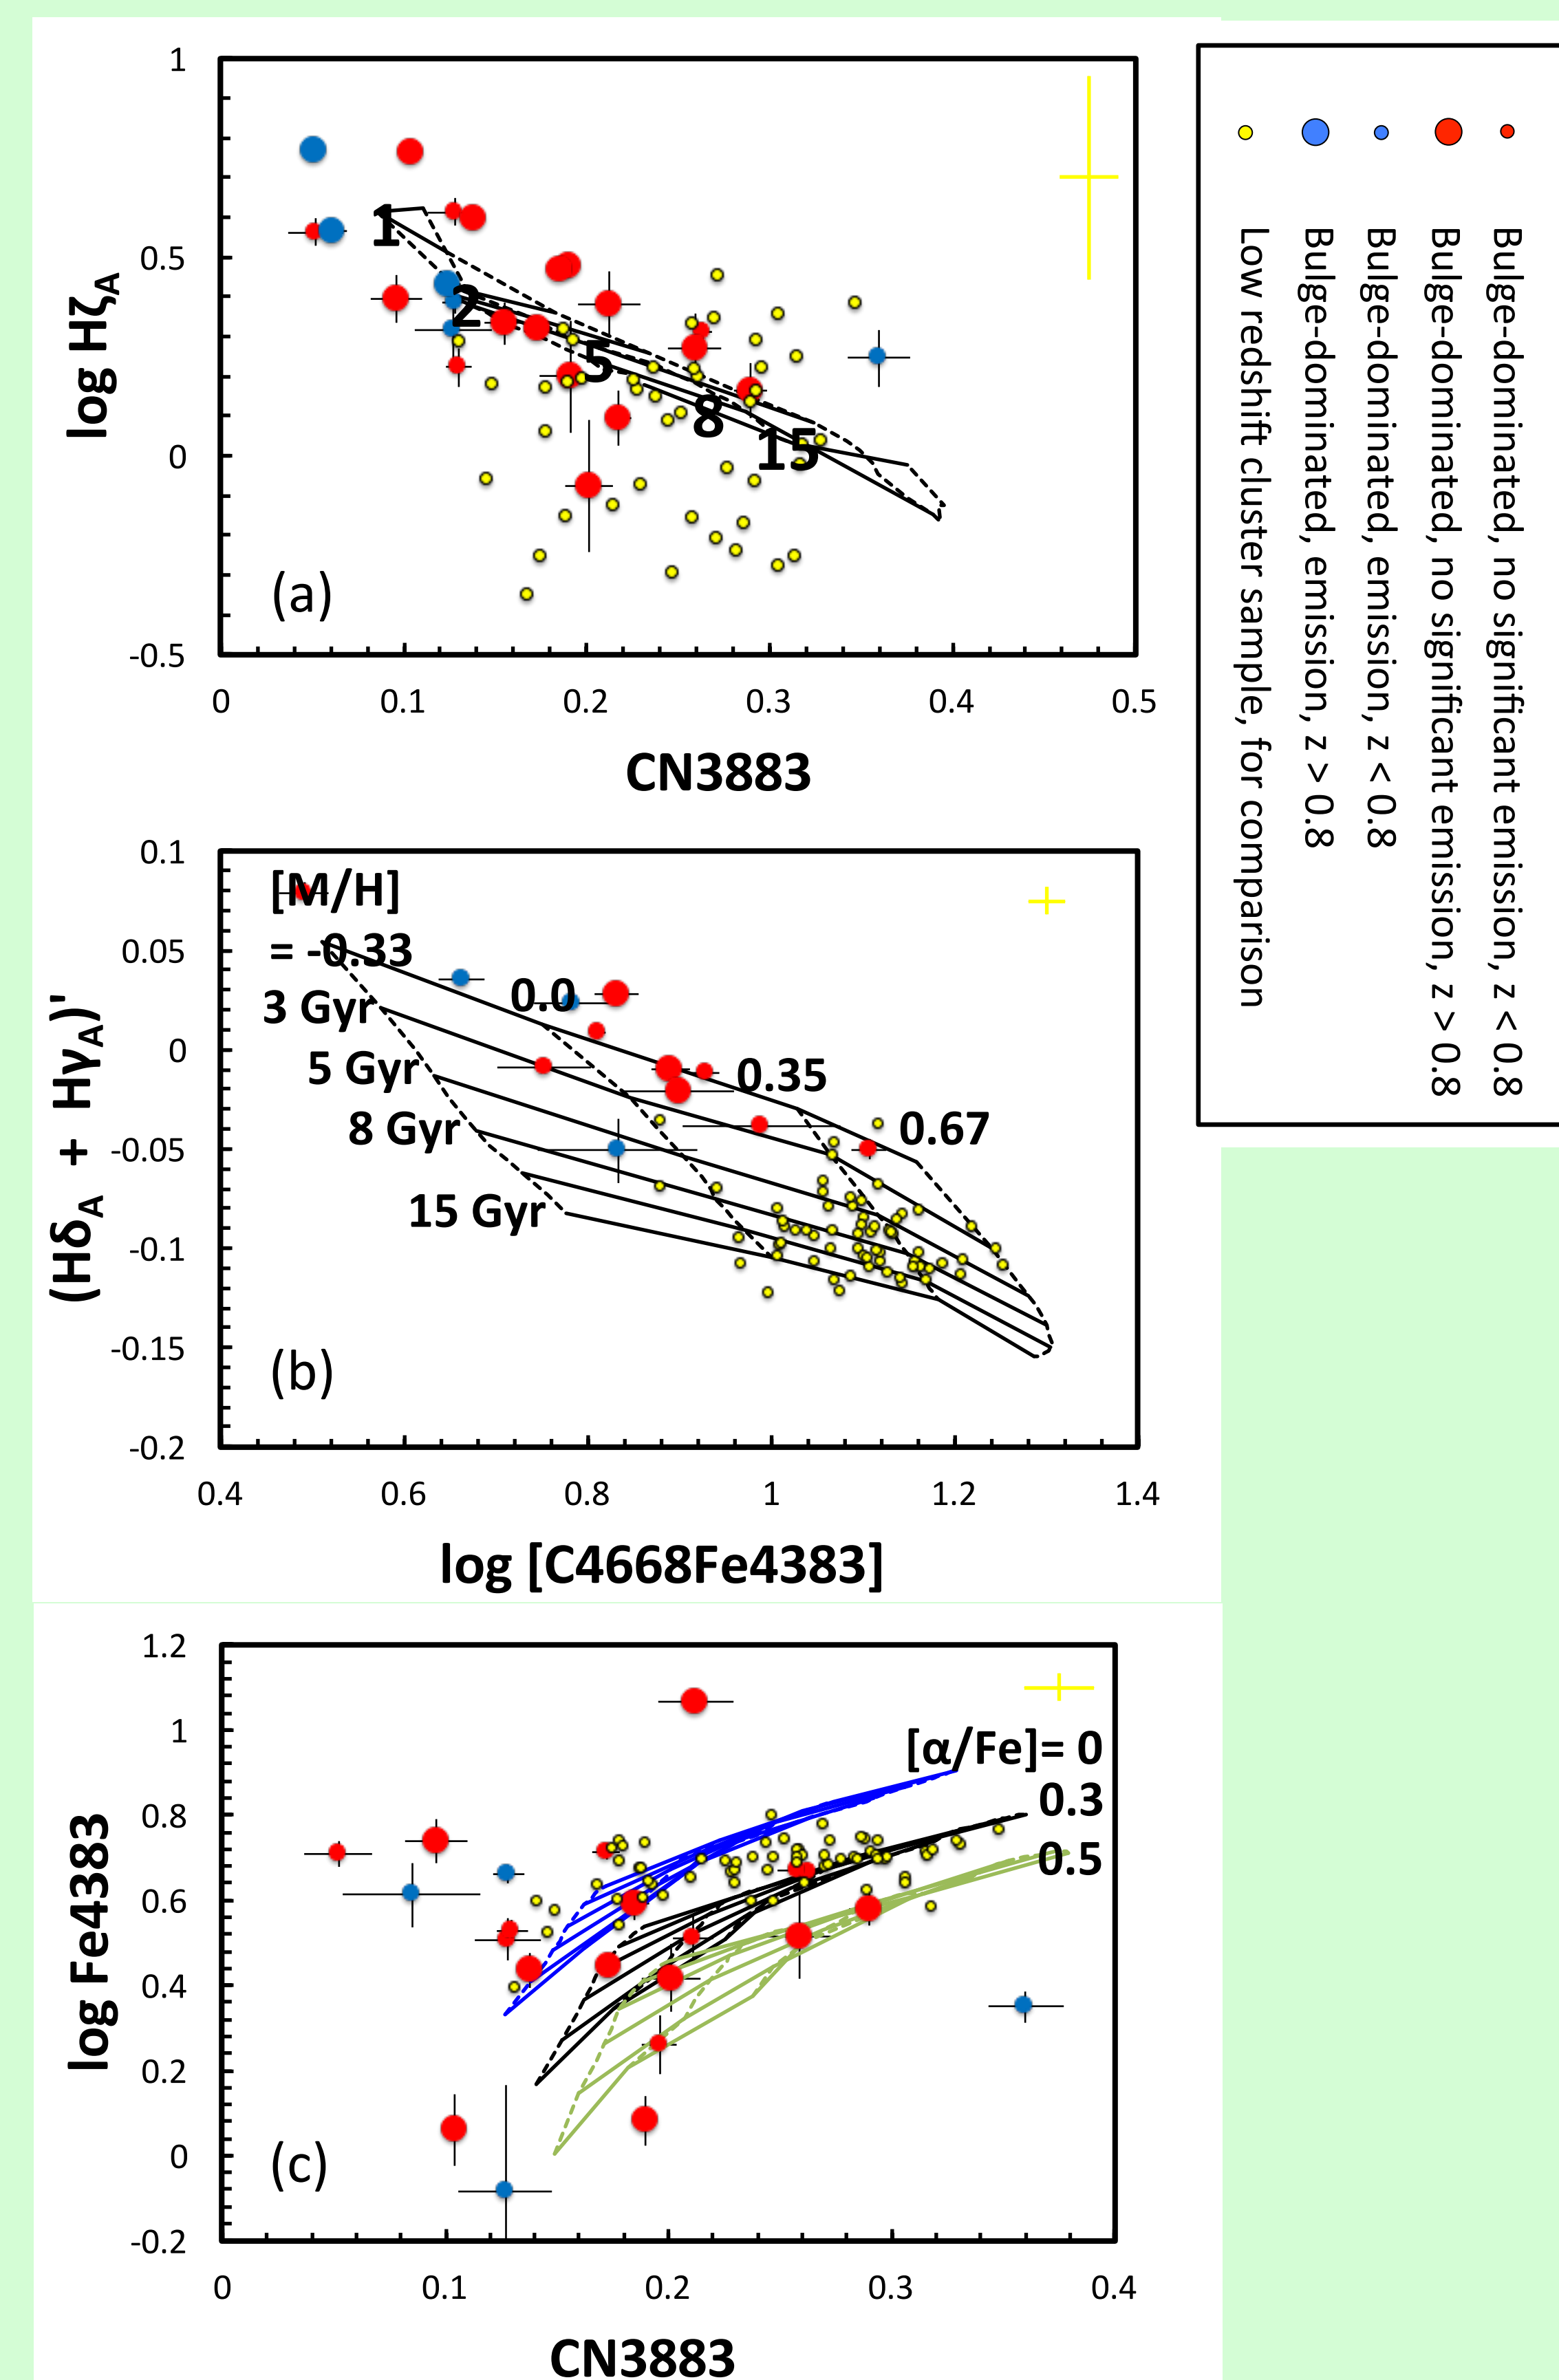 1
0.5
0
-0.5
log HζA
1
2
5
8
15
(a)
0
0.1
0.2
0.3
0.4
0.5
CN3883
Bulge-dominated, no significant emission, z < 0.8
Bulge-dominated, no significant emission, z > 0.8
Bulge-dominated, emission, z < 0.8
Bulge-dominated, emission, z > 0.8
Low redshift cluster sample, for comparison
0.1
0.05
0
-0.05
-0.1
-0.15
-0.2
(HδA + HγA)'
[M/H]
= -0.33
0.0
0.35
0.67
3 Gyr
5 Gyr
8 Gyr
15 Gyr
(b)
0.4
0.6
0.8
1
1.2
1.4
log [C4668Fe4383]
1.2
1
0.8
0.6
0.4
0.2
0
-0.2
log Fe4383
[α/Fe]= 0
0.3
0.5
(c)
0
0.1
0.2
0.3
0.4
CN3883